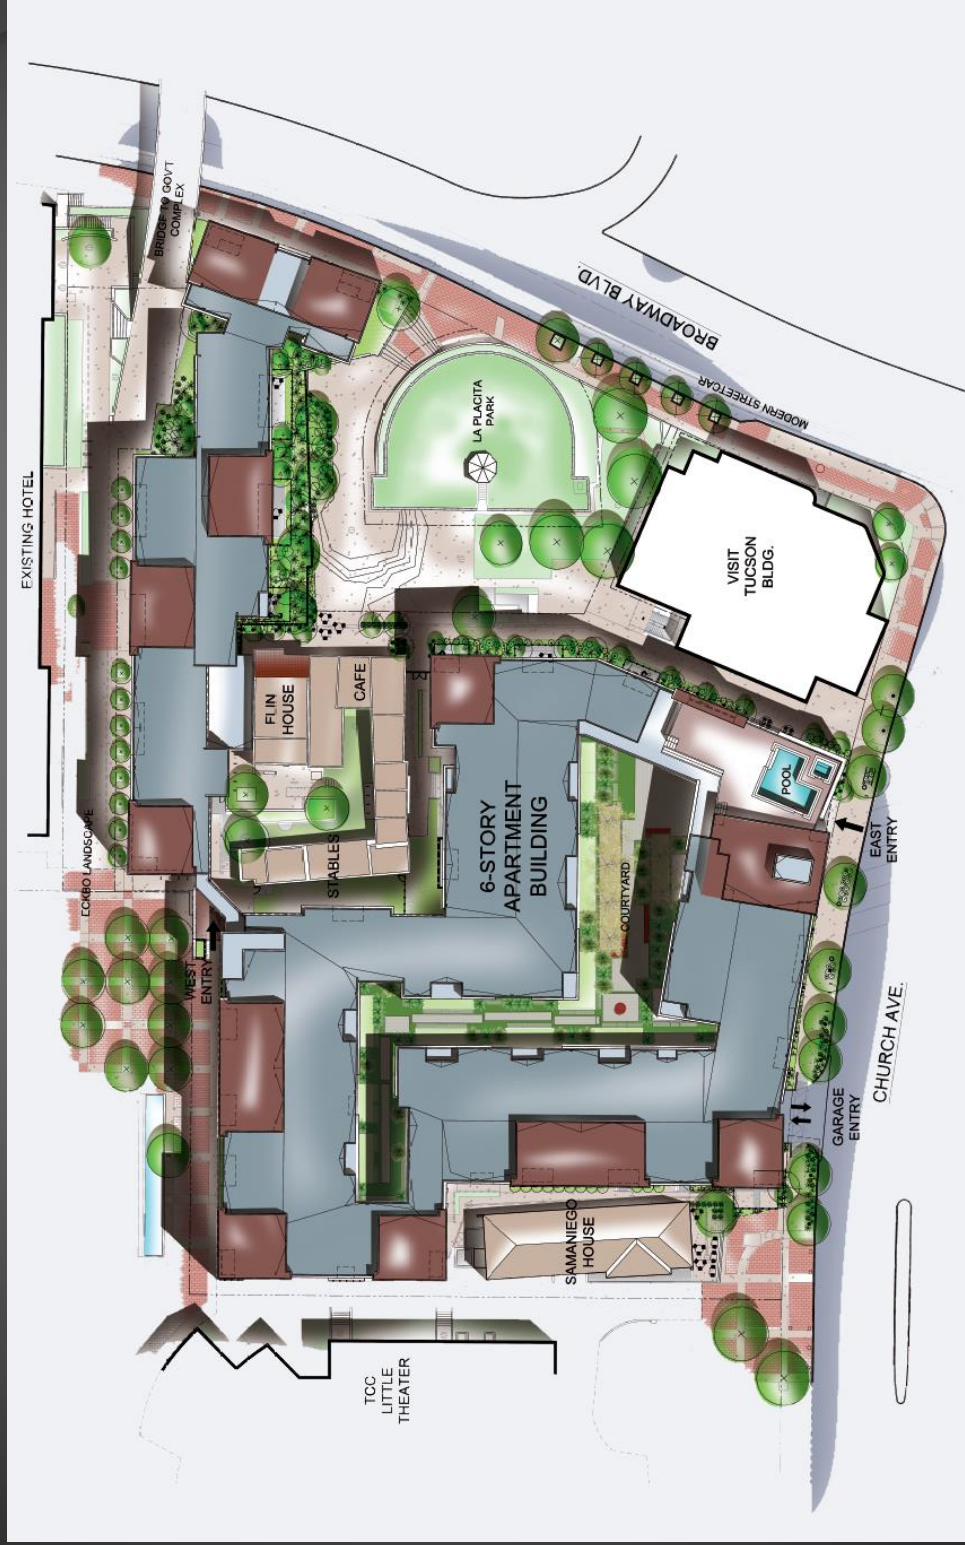 BRIDGE TO GOV'T
COMPLEX
BROADWAY BLVD.
MODERN STREETCAR
LA PLACITA
PARK
EXISTING HOTEL
VISIT
TUCSON
BLDG.
FLIN
HOUSE
CAFE
STABLES
6-STORY
APARTMENT
BUILDING
POOL
EAST
ENTRY
ECKBO LANDSCAPE
COURTYARD
WEST
ENTRY
CHURCH AVE.
GARAGE
ENTRY
SAMANIEGO
HOUSE
TCC
LITTLE
THEATER